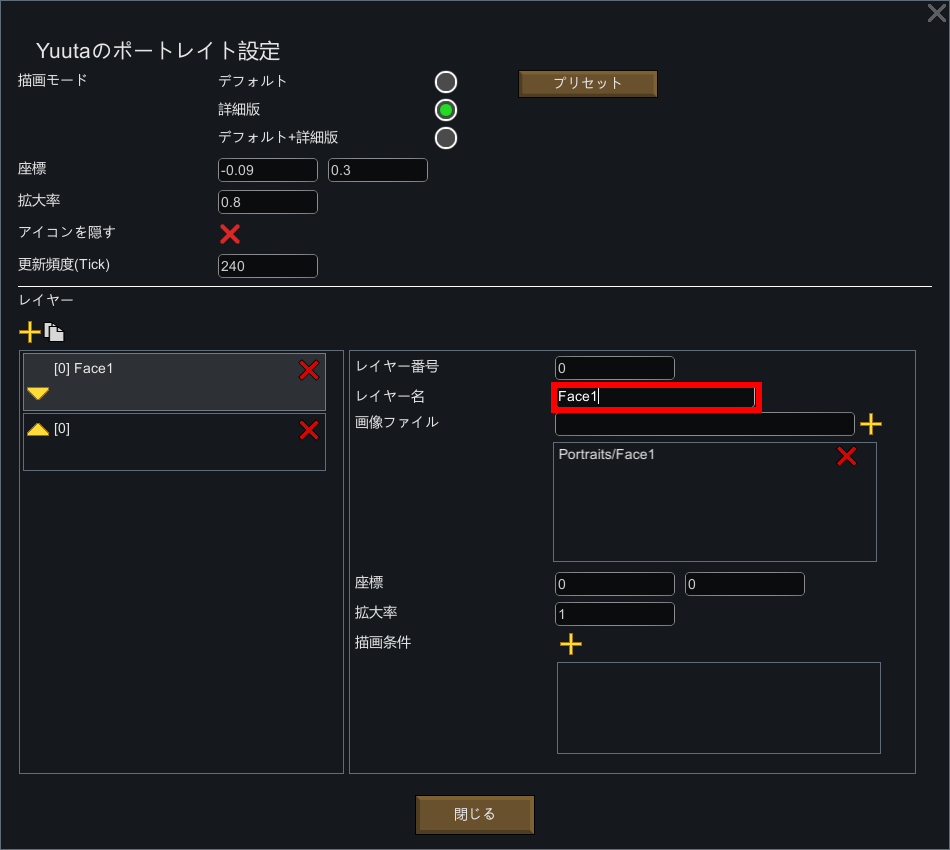 Yuutaのポートレイト設定
描画モード
デフォルト
プリセット
詳細版
デフォルト+詳細版
座標
-0.09
0.3
拡大率
0.8
アイコンを隠す
更新頻度(Tick)
240
レイヤー
[0] Face1
[0]
レイヤー番号
0
レイヤー名
Face1
画像ファイル
Portraits/Face1
座標
0
0
拡大率
1
描画条件
閉じる